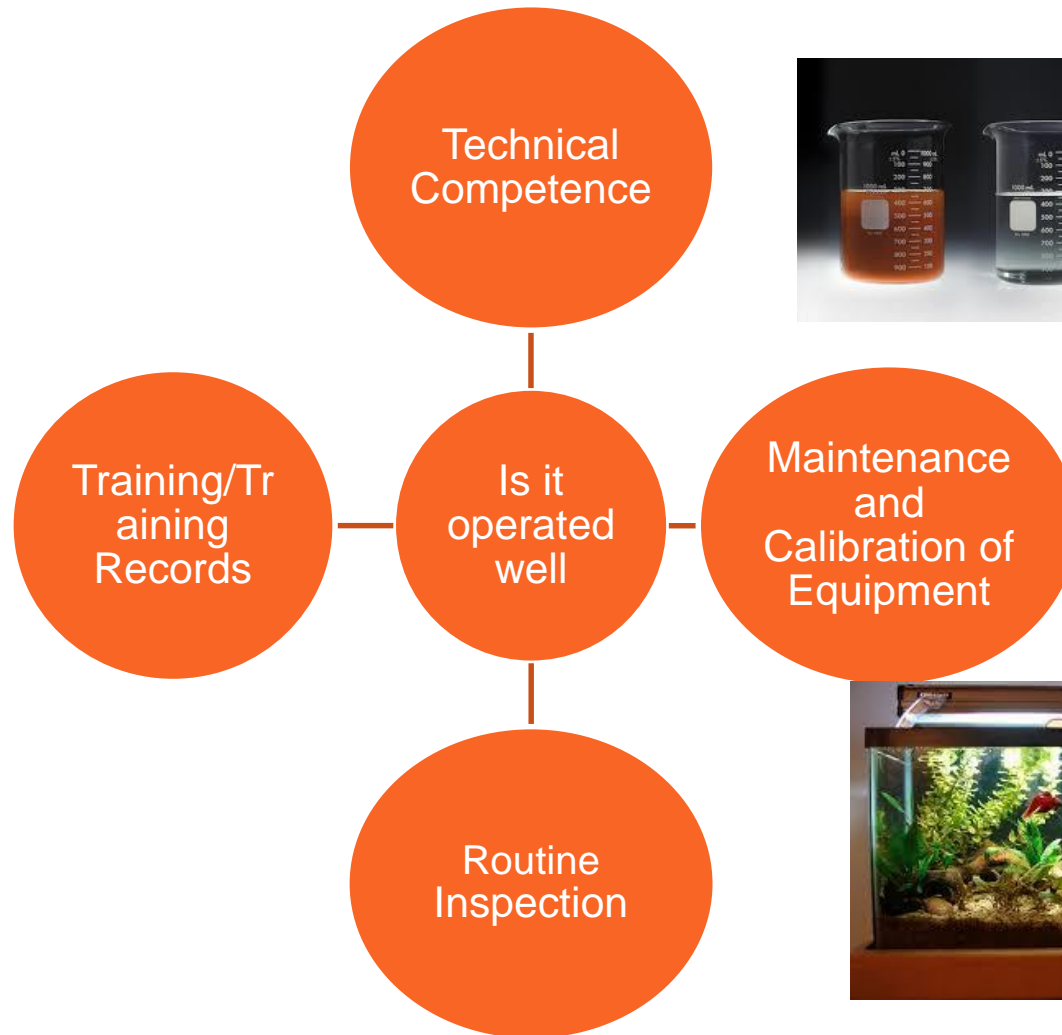 Technical
Competence
Training/Tr
aining
Records
Is it
operated
well
Maintenance
and
Calibration of
Equipment
Routine
Inspection